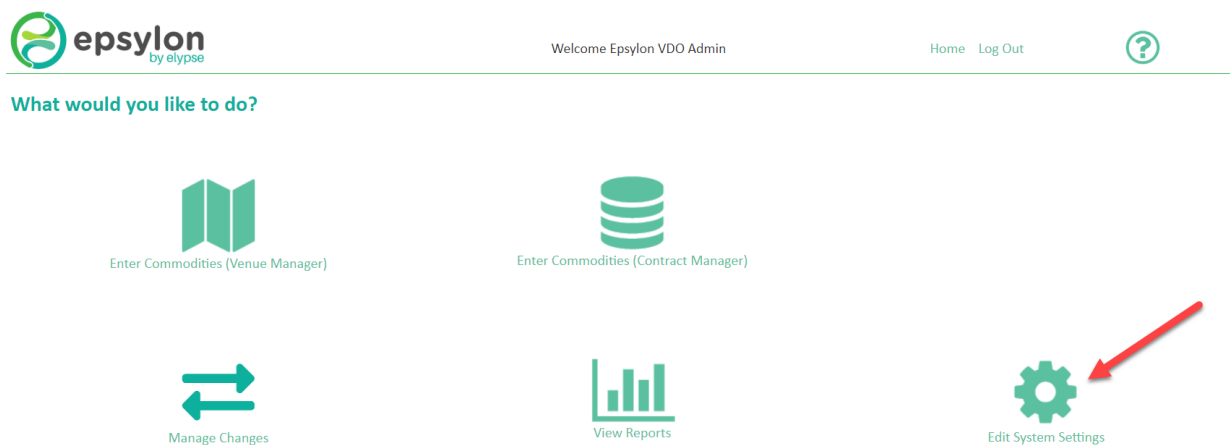 epsylon
by elypse
Welcome Epsylon VDO Admin
Home Log Out
?
What would you like to do?
Enter Commodities (Venue Manager)
Enter Commodities (Contract Manager)
Manage Changes
View Reports
Edit System Settings